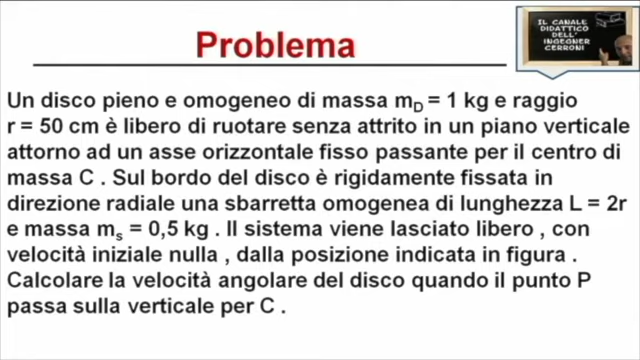 Problema
IL CANALE
DIDATTICO
DELL'
INGEGNER
CERRONI
Un disco pieno e omogeneo di massa mD = 1 kg e raggio
r = 50 cm è libero di ruotare senza attrito in un piano verticale
attorno ad un asse orizzontale fisso passante per il centro di
massa C . Sul bordo del disco è rigidamente fissata in
direzione radiale una sbarretta omogenea di lunghezza L = 2r
e massa ms = 0,5 kg . Il sistema viene lasciato libero , con
velocità iniziale nulla , dalla posizione indicata in figura .
Calcolare la velocità angolare del disco quando il punto P
passa sulla verticale per C .